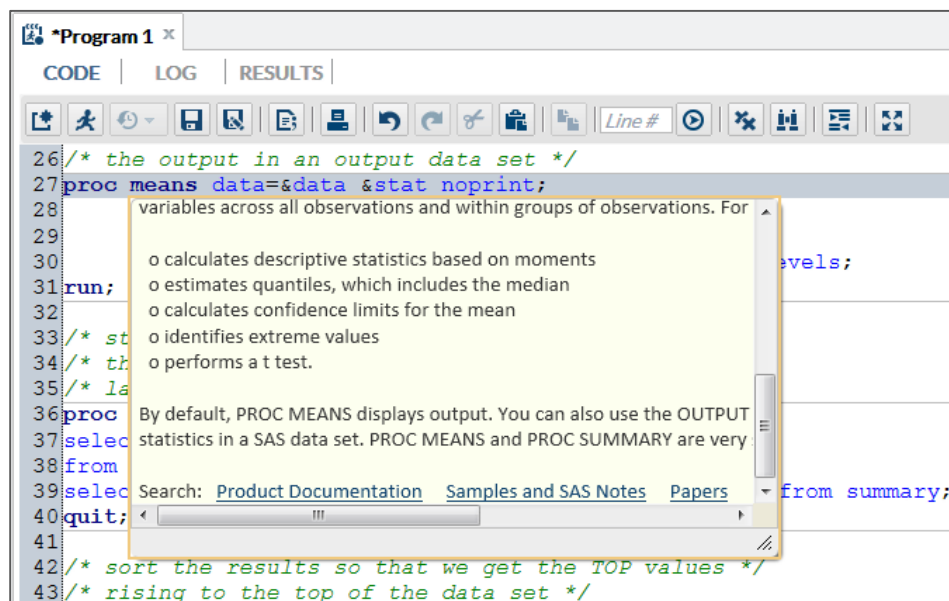 *Program 1 x
CODE LOG RESULTS
Line #
26 /* the output in an output data set */
27 proc means data=&data &stat noprint;
28 variables across all observations and within groups of observations. For
29
30 o calculates descriptive statistics based on moments evels;
31 run; o estimates quantiles, which includes the median
32 o calculates confidence limits for the mean
33 /* st o identifies extreme values
34 /* th o performs a t test.
35 /* la
36 proc By default, PROC MEANS displays output. You can also use the OUTPUT
37 selec statistics in a SAS data set. PROC MEANS and PROC SUMMARY are very
38 from
39 selec Search: Product Documentation Samples and SAS Notes Papers from summary;
40 quit;
41
42 /* sort the results so that we get the TOP values */
43 /* rising to the top of the data set */